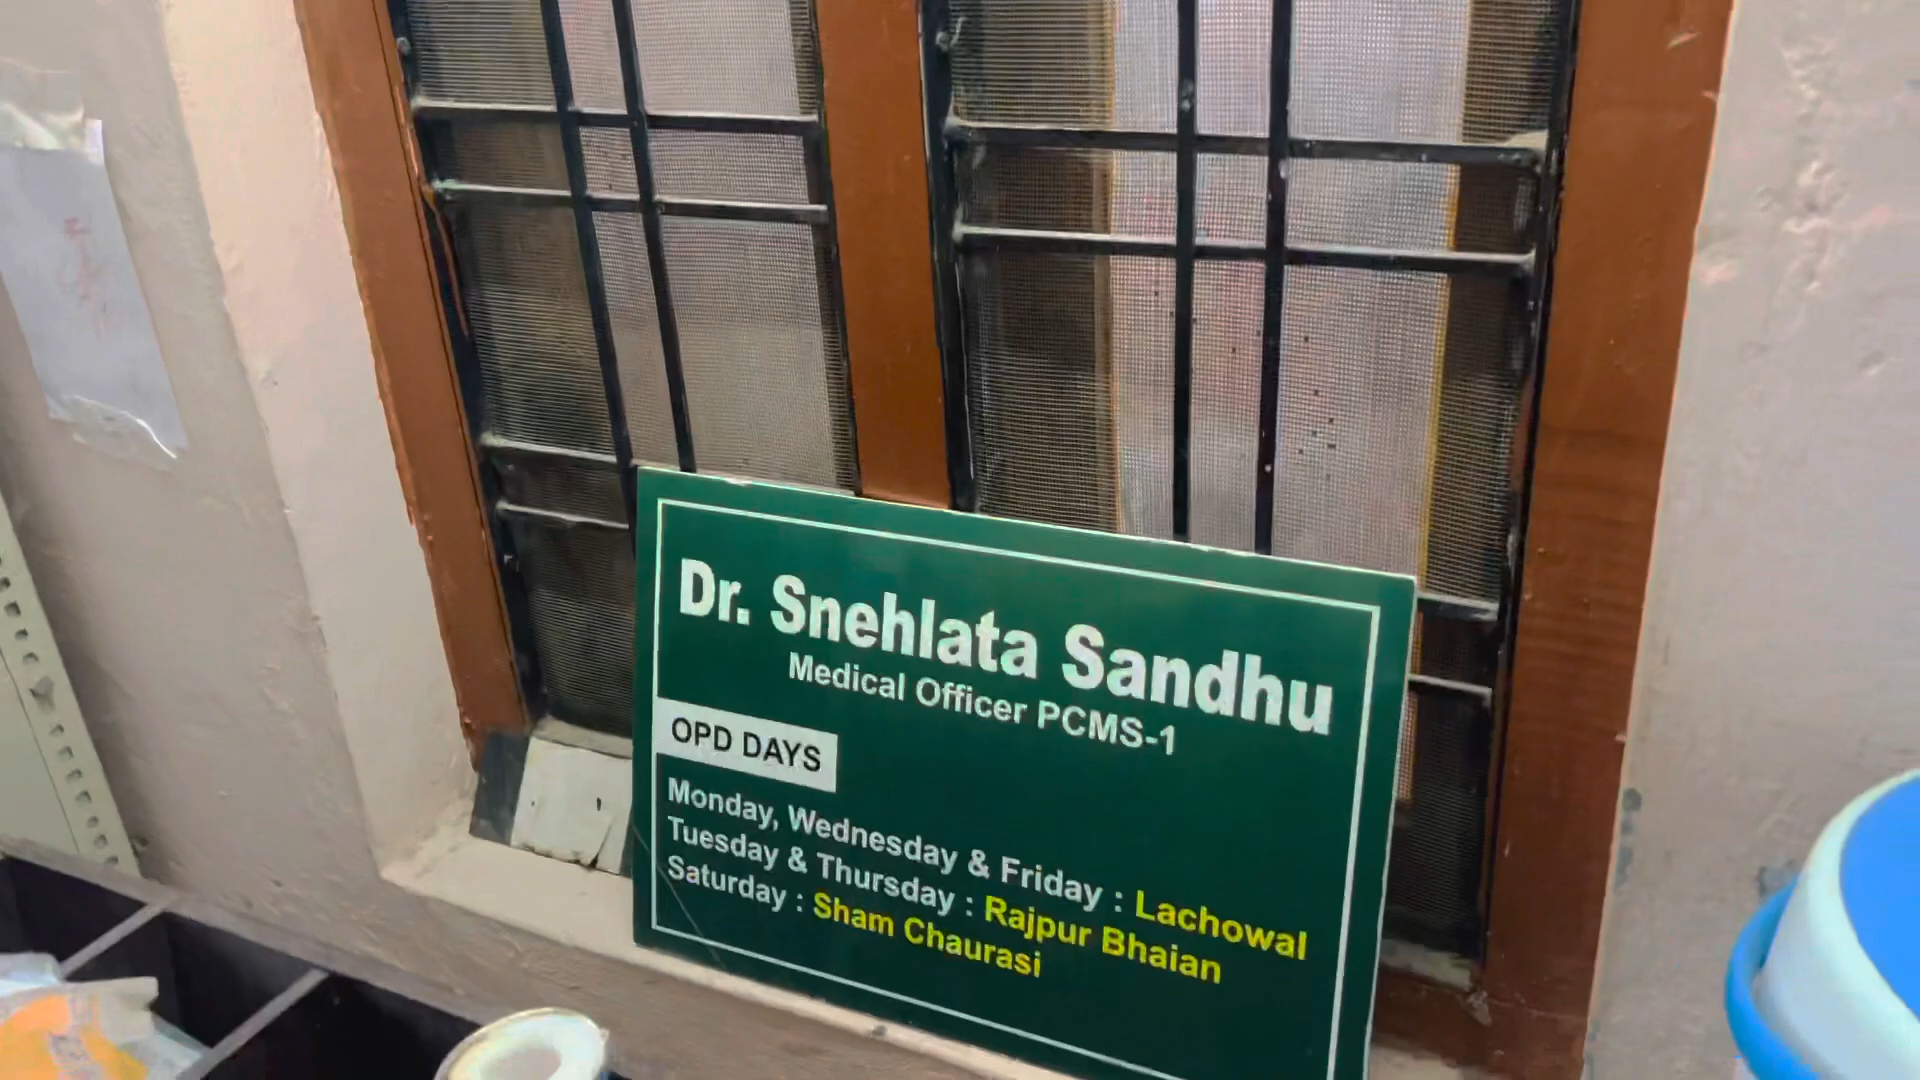 Dr. Snehlata Sandhu
Medical Officer PCMS-1
OPD DAYS
Monday, Wednesday & Friday : Lachowal
Tuesday & Thursday : Rajpur Bhaian
Saturday : Sham Chaurasi